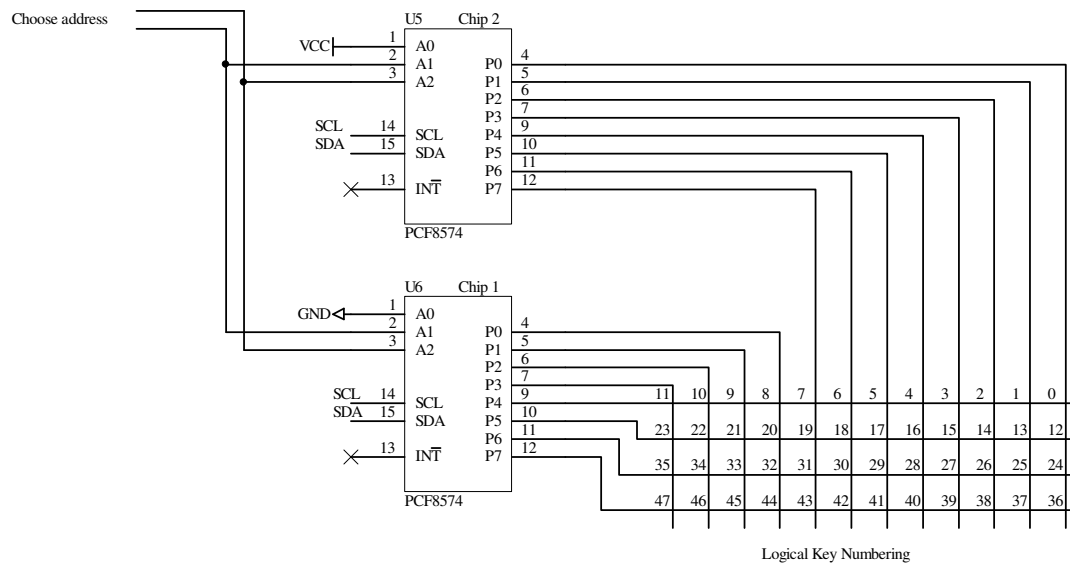 Choose address
U5 Chip 2
VCC 1 A0
2 A1 P0 4
3 A2 P1 5
P2 6
P3 7
SCL 14 SCL P4 9
SDA 15 SDA P5 10
P6 11
13 INT P7 12
PCF8574
U6 Chip 1
GND 1 A0
2 A1 P0 4
3 A2 P1 5
P2 6
P3 7
SCL 14 SCL P4 9 11 10 9 8 7 6 5 4 3 2 1 0
SDA 15 SDA P5 10 23 22 21 20 19 18 17 16 15 14 13 12
P6 11
13 INT P7 12 35 34 33 32 31 30 29 28 27 26 25 24
PCF8574 47 46 45 44 43 42 41 40 39 38 37 36
Logical Key Numbering